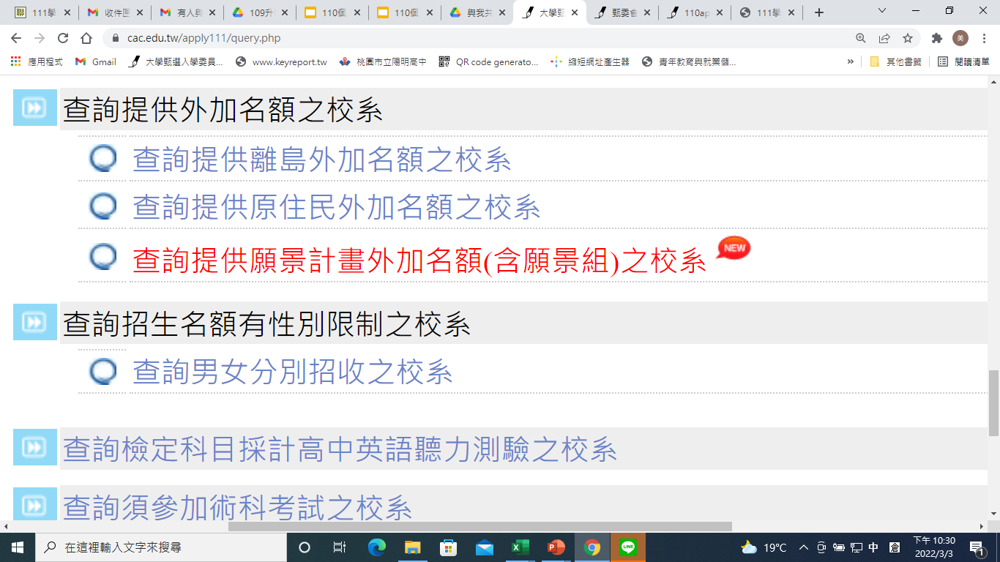 111學
收件匣
有人與
109升
110個
110個
與我共
大學甄
甄委會
110ap
111學
cac.edu.tw/apply111/query.php
美
應用程式
Gmail
大學甄選入學委員...
www.keyreport.tw
桃園市立陽明高中
QR code generato...
縮短網址產生器
青年教育與就業儲...
»
其他書籤
閱讀清單
查詢提供外加名額之校系
查詢提供離島外加名額之校系
查詢提供原住民外加名額之校系
查詢提供願景計畫外加名額(含願景組)之校系
NEW
查詢招生名額有性別限制之校系
查詢男女分別招收之校系
查詢檢定科目採計高中英語聽力測驗之校系
查詢須參加術科考試之校系
在這裡輸入文字來搜尋
19°C
中
倉
下午 10:30
2022/3/3
1